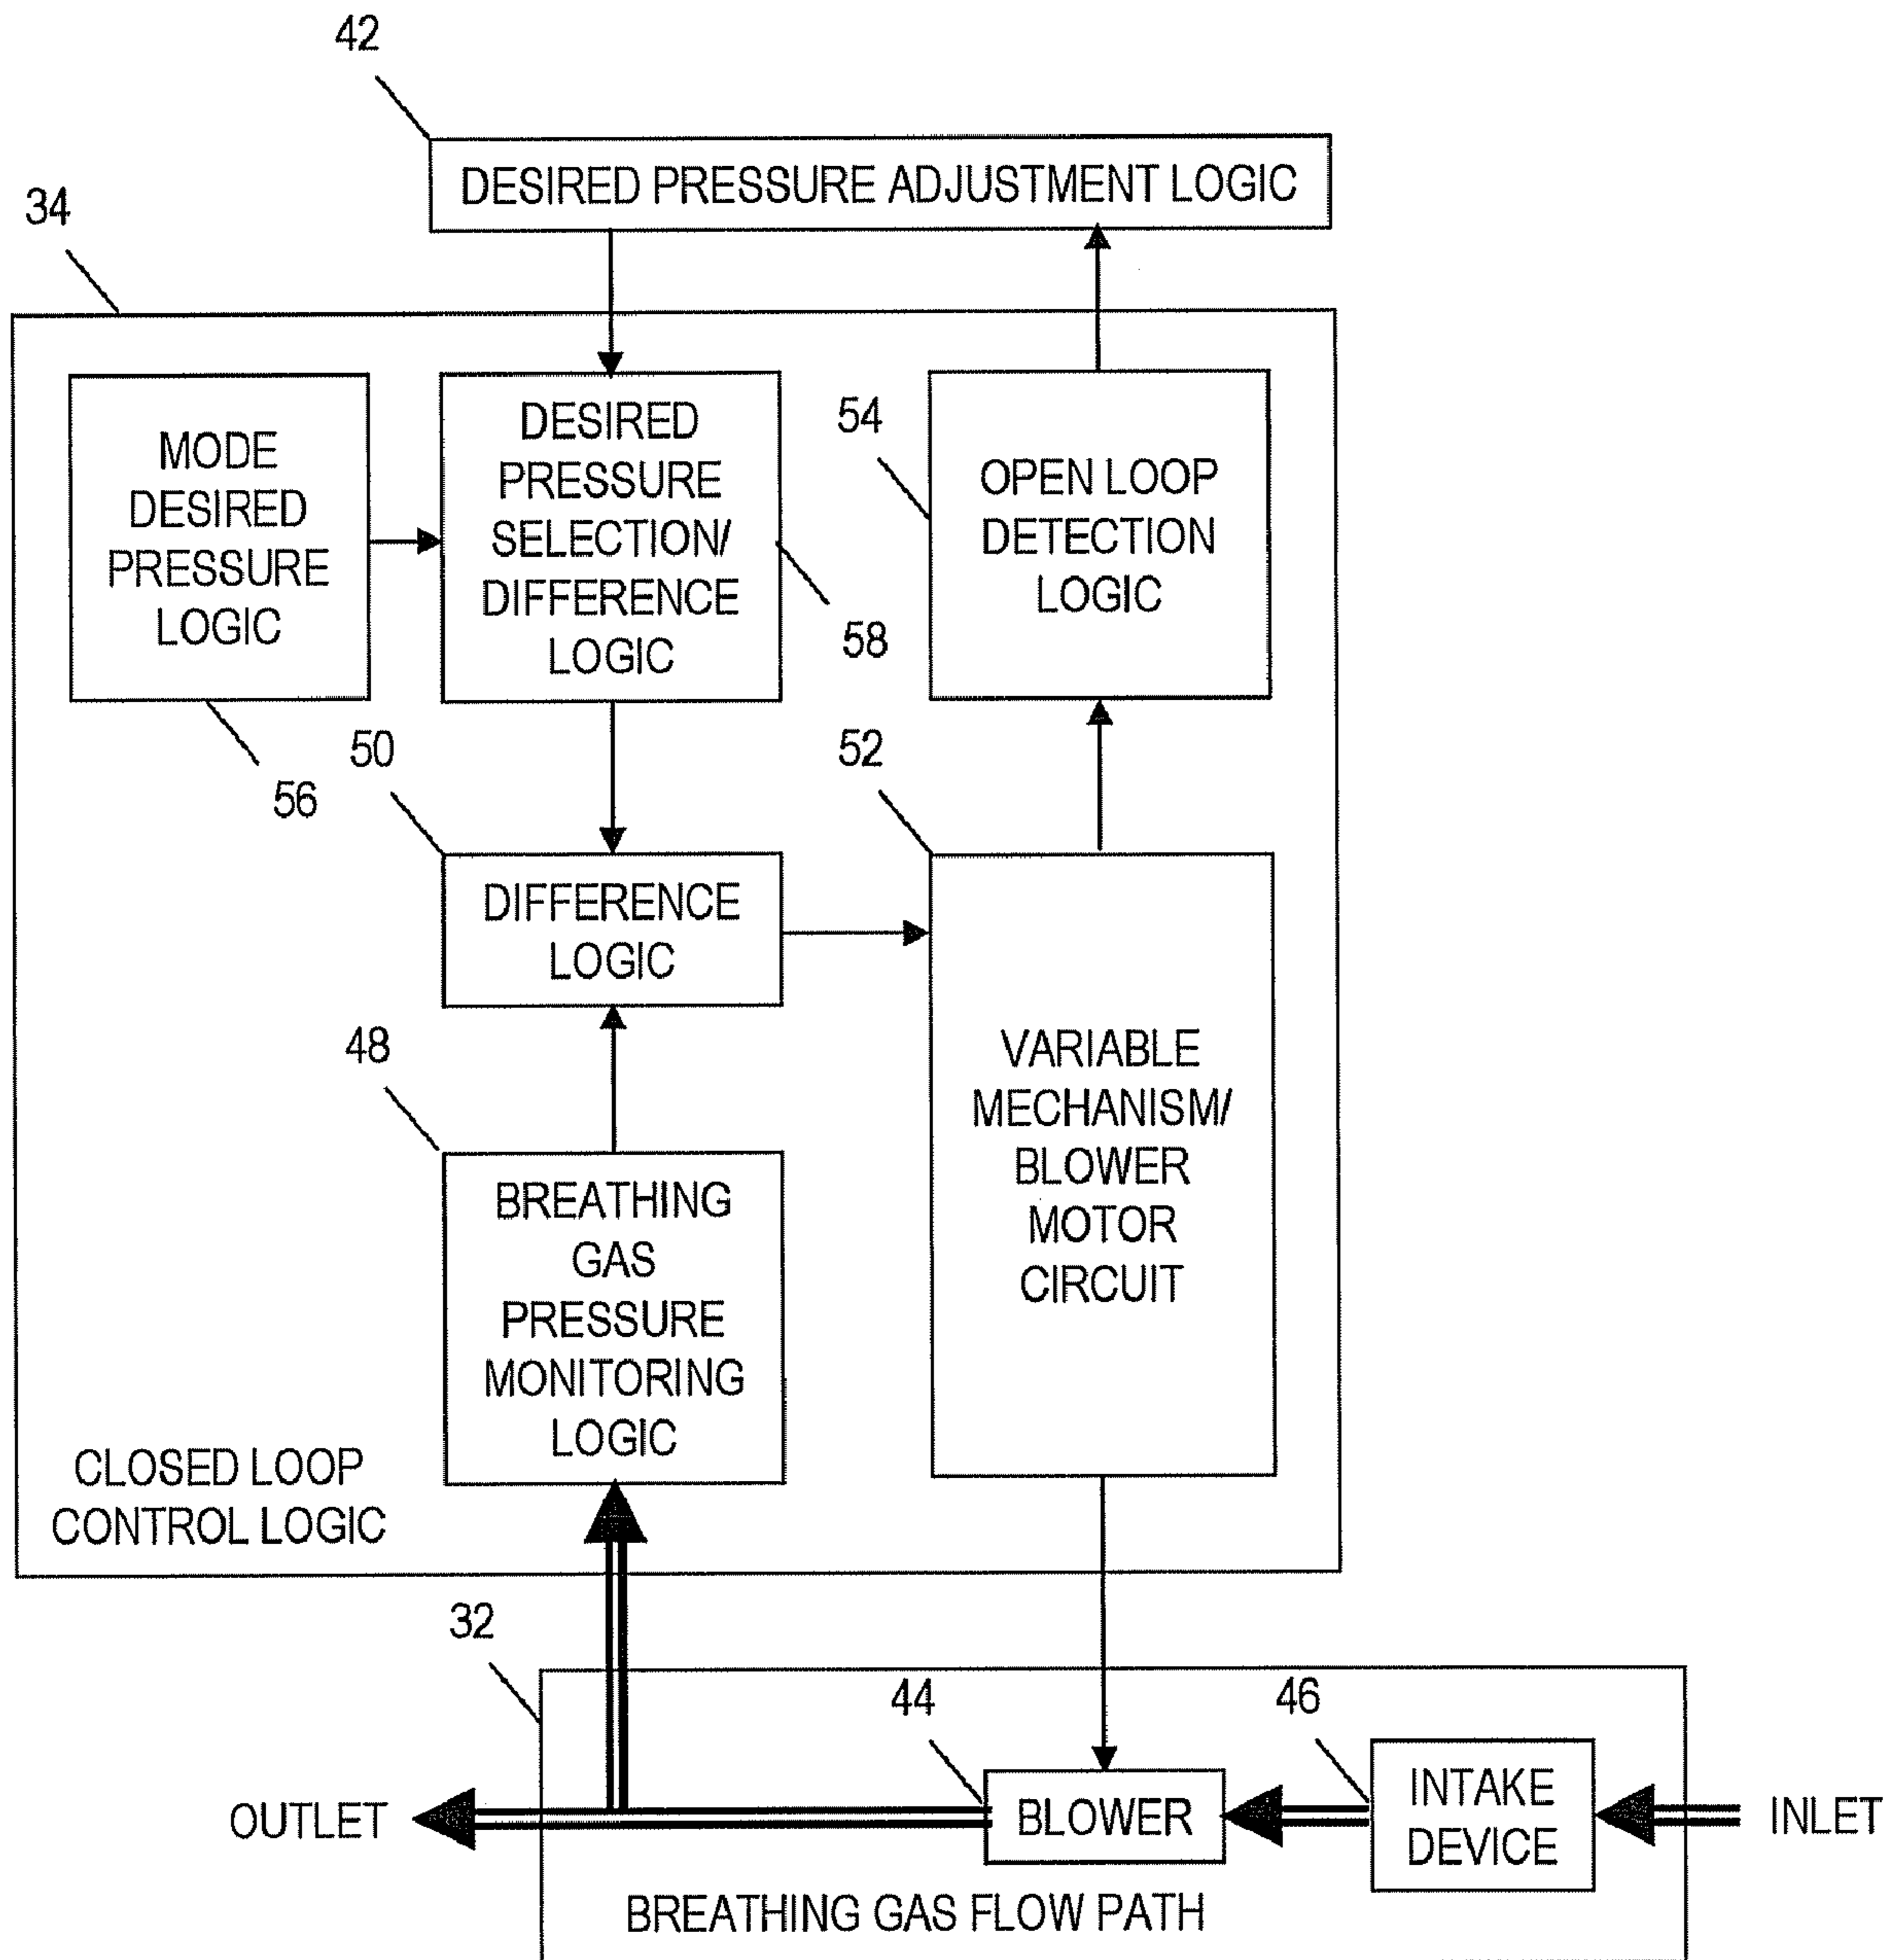 42
DESIRED PRESSURE ADJUSTMENT LOGIC
34
MODE
DESIRED
PRESSURE
LOGIC
56
DESIRED
PRESSURE
SELECTION/
DIFFERENCE
LOGIC
58
54
OPEN LOOP
DETECTION
LOGIC
50
DIFFERENCE
LOGIC
52
VARIABLE
MECHANISM/
BLOWER
MOTOR
CIRCUIT
48
BREATHING
GAS
PRESSURE
MONITORING
LOGIC
CLOSED LOOP
CONTROL LOGIC
32
44
46
OUTLET
BLOWER
INTAKE
DEVICE
INLET
BREATHING GAS FLOW PATH